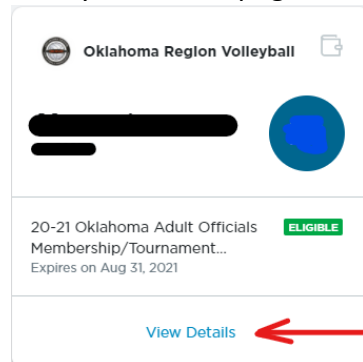 Oklahoma Region Volleyball
20-21 Oklahoma Adult Officials
ELIGIBLE
Membership/Tournament...
Expires on Aug 31, 2021
View Details